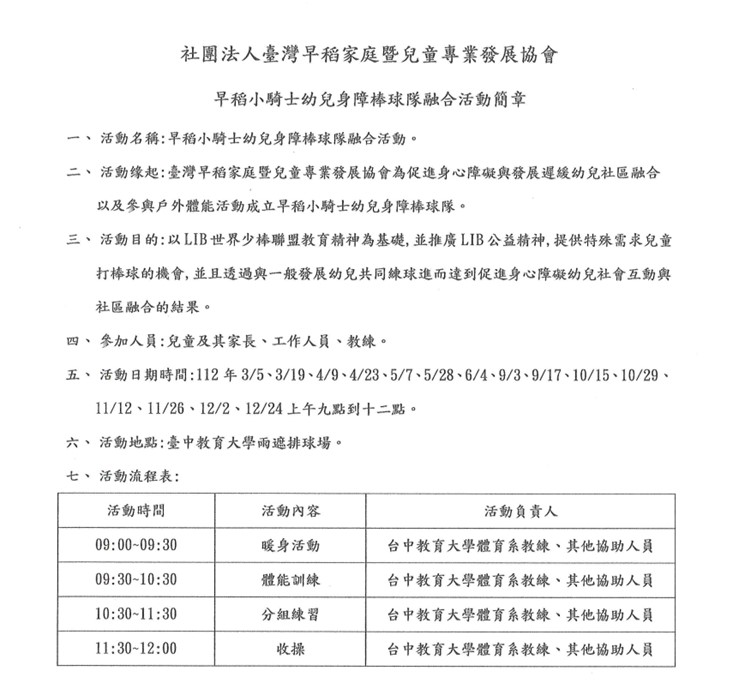 社團法人臺灣早稻家庭暨兒童專業發展協會
早稻小騎士幼兒身障棒球隊融合活動簡章
一、活動名稱:早稻小騎士幼兒身障棒球隊融合活動。
二、活動緣起:臺灣早稻家庭暨兒童專業發展協會為促進身心障礙與發展遲緩幼兒社區融合
以及參與戶外體能活動成立早稻小騎士幼兒身障棒球隊。
三、活動目的:以LIB世界少棒聯盟教育精神為基礎,並推廣LIB公益精神,提供特殊需求兒童
打棒球的機會,並且透過與一般發展幼兒共同練球進而達到促進身心障礙幼兒社會互動與
社區融合的結果。
四、參加人員:兒童及其家長、工作人員、教練。
五、活動日期時間:112年3/5、3/19、4/9、4/23、5/7、5/28、6/4、9/3、9/17、10/15、10/29、
11/12、11/26、12/2、12/24上午九點到十二點。
六、活動地點:臺中教育大學雨遮排球場。
七、活動流程表:
活動時間 活動內容 活動負責人
09:00~09:30 暖身活動 台中教育大學體育系教練、其他協助人員
09:30~10:30 體能訓練 台中教育大學體育系教練、其他協助人員
10:30~11:30 分組練習 台中教育大學體育系教練、其他協助人員
11:30~12:00 收操 台中教育大學體育系教練、其他協助人員